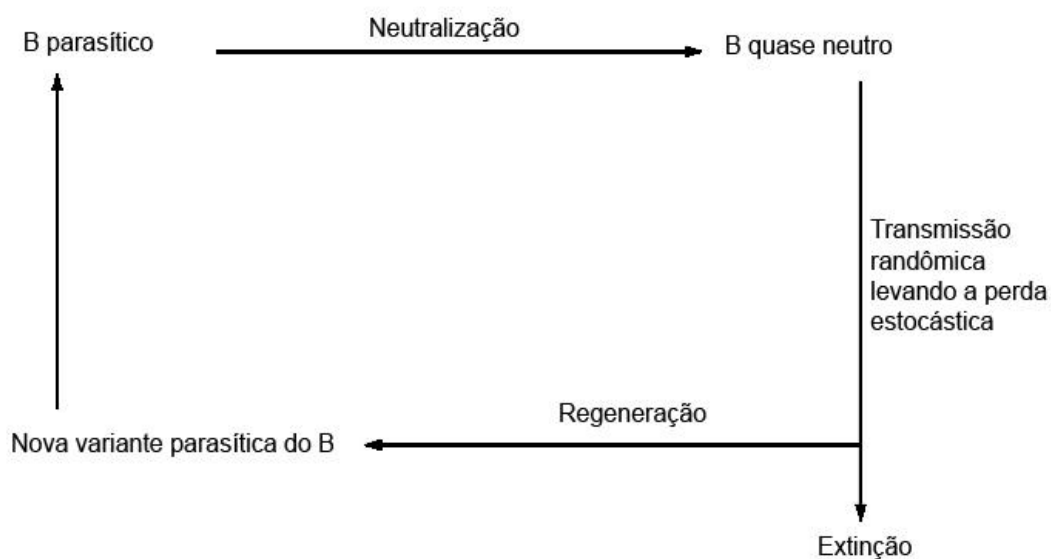 Neutralização
B parasítico
B quase neutro
Transmissão
randômica
levando a perda
estocástica
Regeneração
Nova variante parasítica do B
Extinção